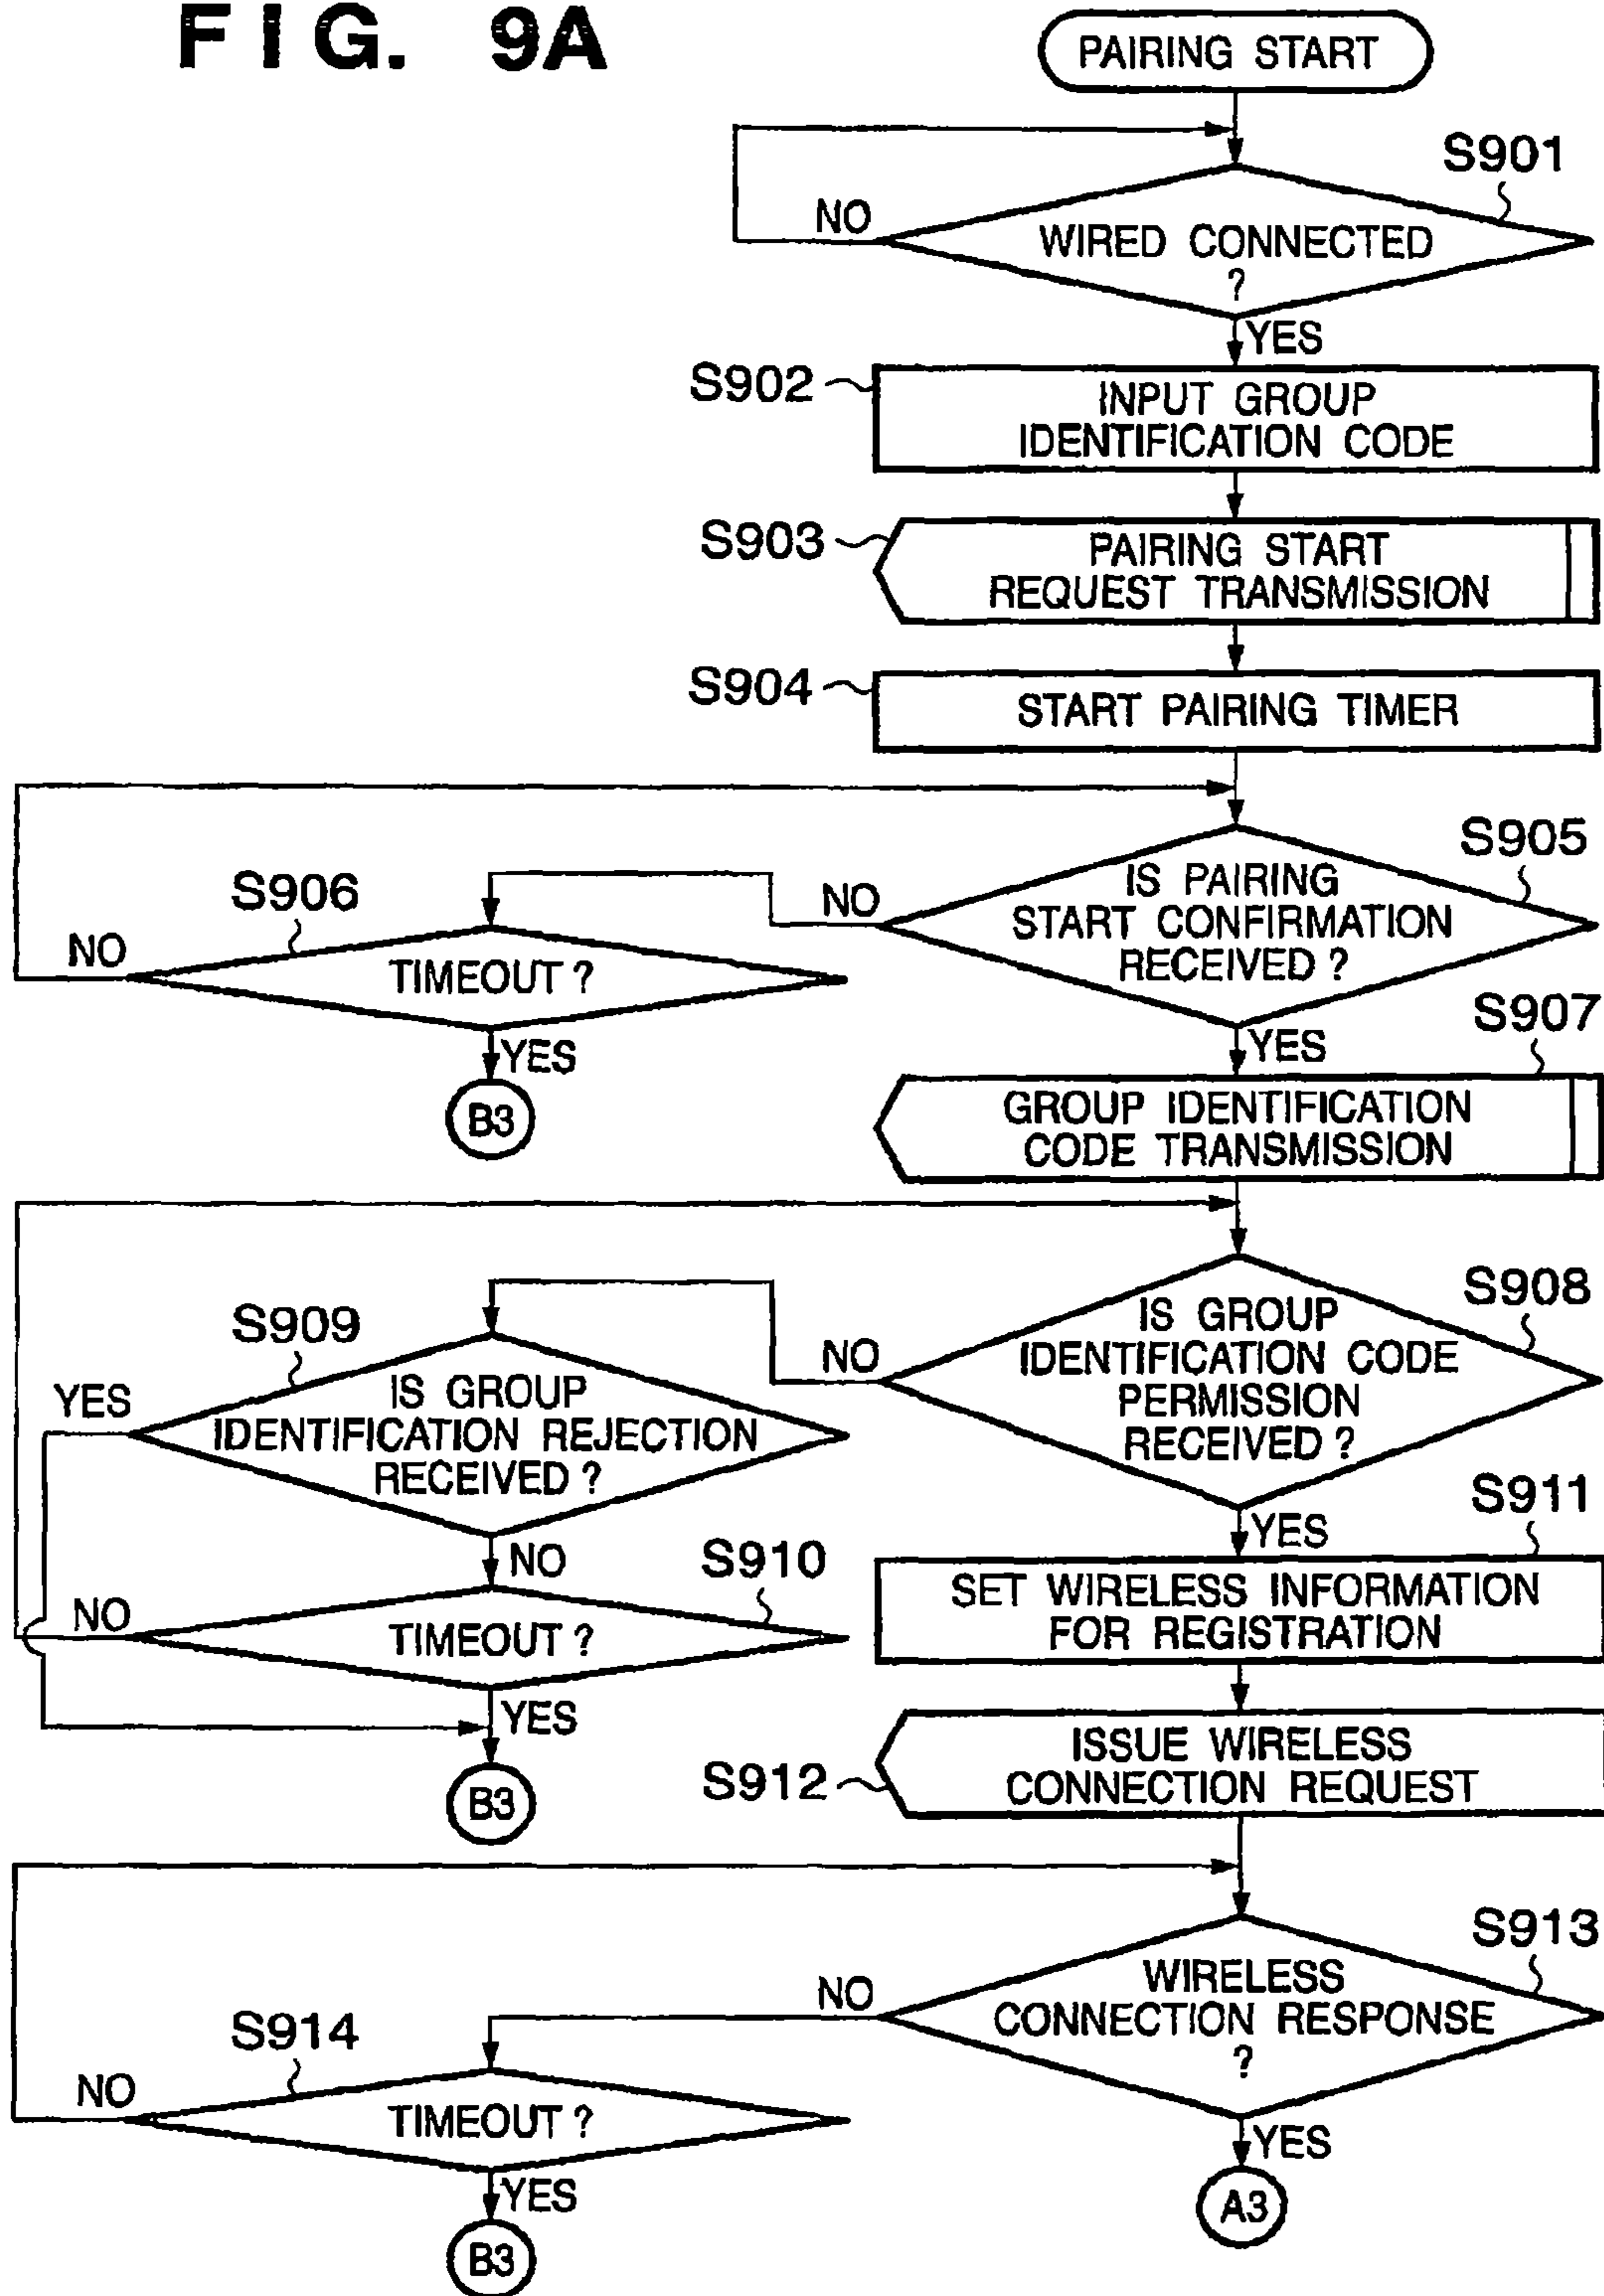 FIG. 9A
PAIRING START
S901
NO
WIRED CONNECTED
?
YES
S902
INPUT GROUP
IDENTIFICATION CODE
S903
PAIRING START
REQUEST TRANSMISSION
S904
START PAIRING TIMER
S905
IS PAIRING
START CONFIRMATION
RECEIVED ?
NO
S906
NO
TIMEOUT ?
YES
B3
YES
S907
GROUP IDENTIFICATION
CODE TRANSMISSION
S908
IS GROUP
IDENTIFICATION CODE
PERMISSION
RECEIVED ?
NO
S909
YES
IS GROUP
IDENTIFICATION REJECTION
RECEIVED ?
NO
S910
NO
TIMEOUT ?
YES
B3
YES
S911
SET WIRELESS INFORMATION
FOR REGISTRATION
S912
ISSUE WIRELESS
CONNECTION REQUEST
S913
WIRELESS
CONNECTION RESPONSE
?
NO
S914
NO
TIMEOUT ?
YES
B3
YES
A3